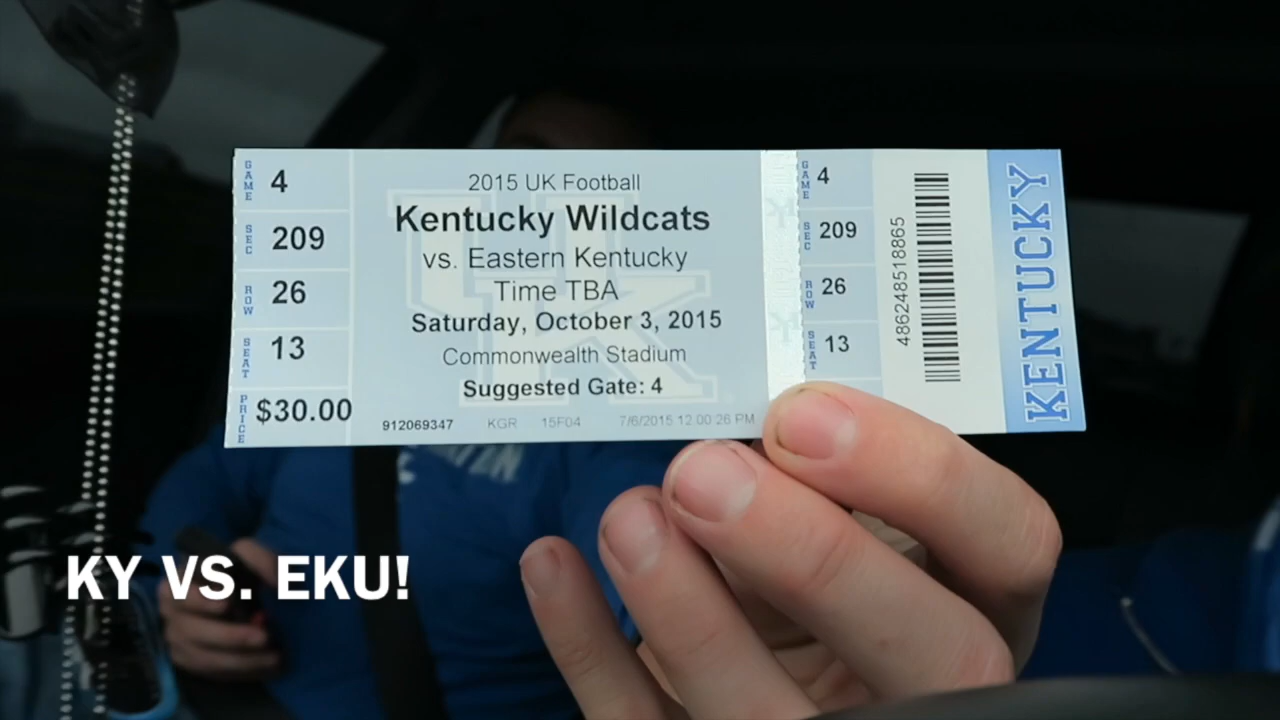 GAME 4
SEC 209
ROW 26
SEAT 13
PRICE $30.00
2015 UK Football
Kentucky Wildcats
vs. Eastern Kentucky
Time TBA
Saturday, October 3, 2015
Commonwealth Stadium
Suggested Gate: 4
912069347 KGR 15F04 7/6/2015 12 00 26 PM
GAME 4
SEC 209
ROW 26
SEAT 13
486248518865
KENTUCKY
KY VS. EKU!